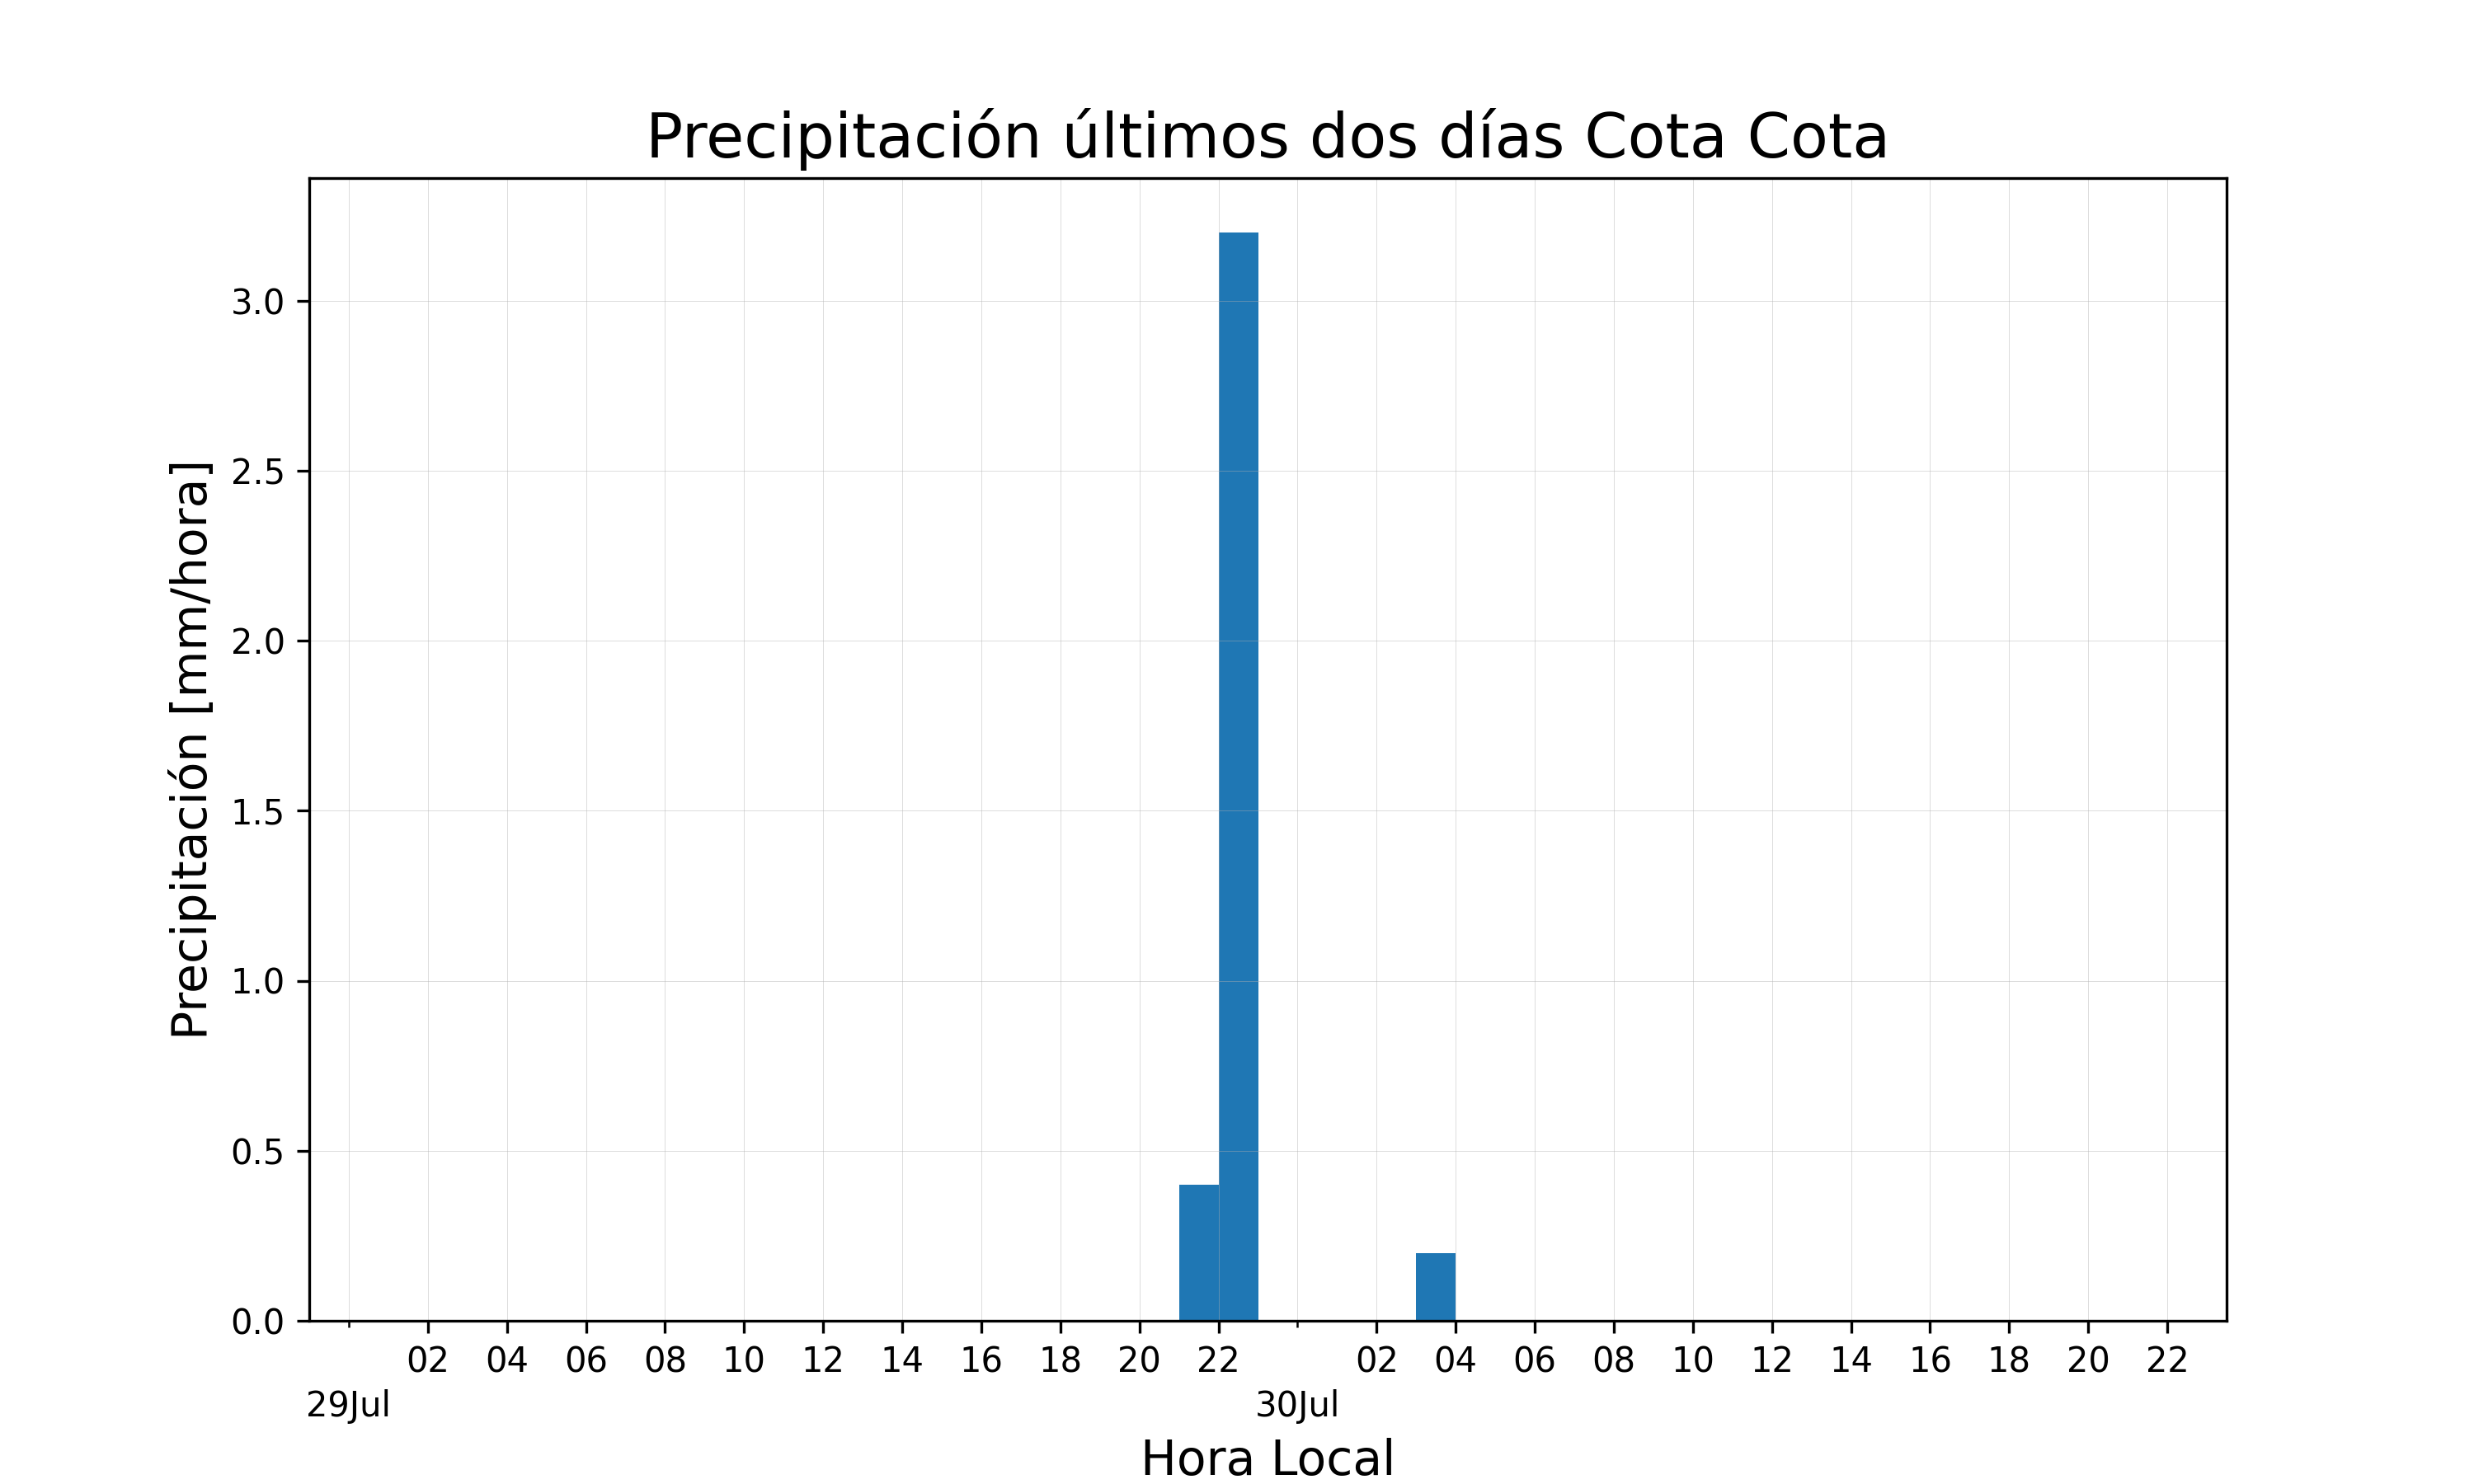 Precipitación últimos dos días Cota Cota
Precipitación [mm/hora]
3.0
2.5
2.0
1.5
1.0
0.5
0.0
02 04 06 08 10 12 14 16 18 20 22 02 04 06 08 10 12 14 16 18 20 22
29Jul 30Jul
Hora Local